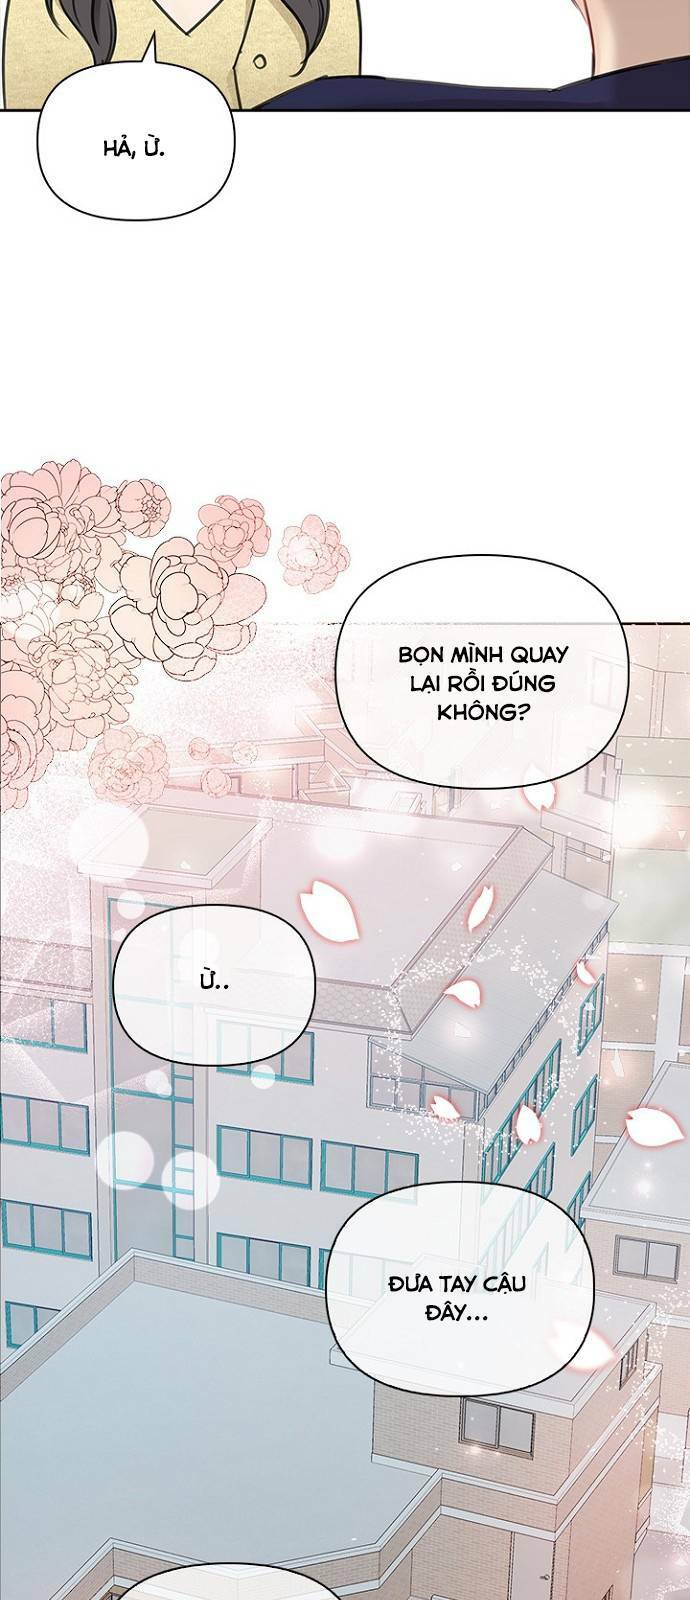 HẢ, Ừ.
BỌN MÌNH QUAY
LẠI RỒI ĐÚNG
KHÔNG?
Ừ..
ĐƯA TAY CẬU
ĐÂY...